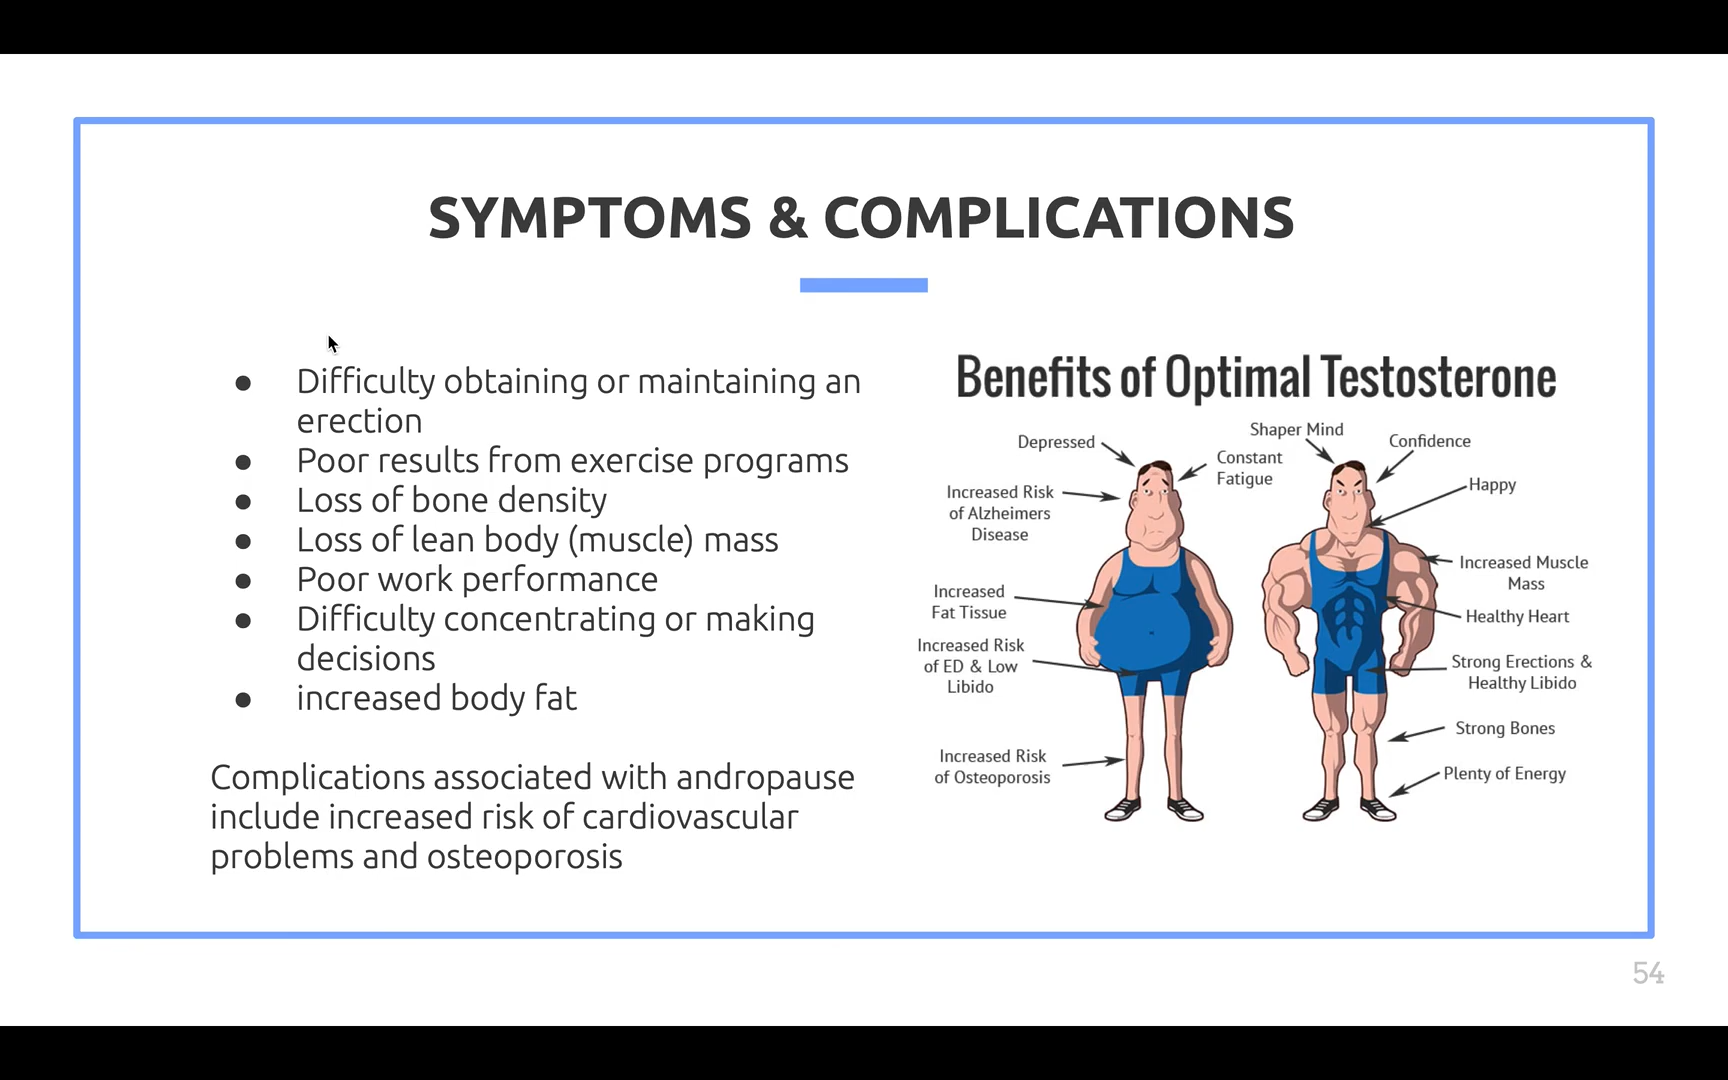 SYMPTOMS & COMPLICATIONS
● Difficulty obtaining or maintaining an
erection
● Poor results from exercise programs
● Loss of bone density
● Loss of lean body (muscle) mass
● Poor work performance
● Difficulty concentrating or making
decisions
● increased body fat
Complications associated with andropause
include increased risk of cardiovascular
problems and osteoporosis
Benefits of Optimal Testosterone
Depressed
Constant
Fatigue
Increased Risk
of Alzheimers
Disease
Increased
Fat Tissue
Increased Risk
of ED & Low
Libido
Increased Risk
of Osteoporosis
Shaper Mind
Confidence
Happy
Increased Muscle
Mass
Healthy Heart
Strong Erections &
Healthy Libido
Strong Bones
Plenty of Energy
54